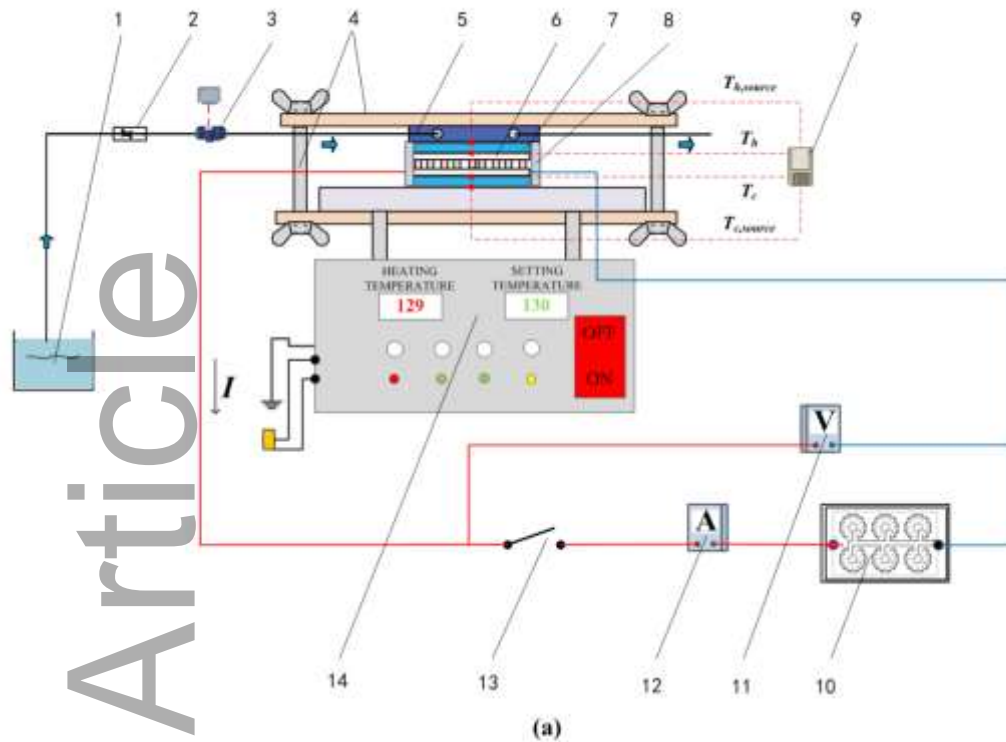 1 2 3 4 5 6 7 8 9
T_h,source
T_h
T_c
T_c,source
HEATING TEMPERATURE
SETTING TEMPERATURE
129
130
OPF
ON
I
V
A
14 13 12 11 10
(a)
Article